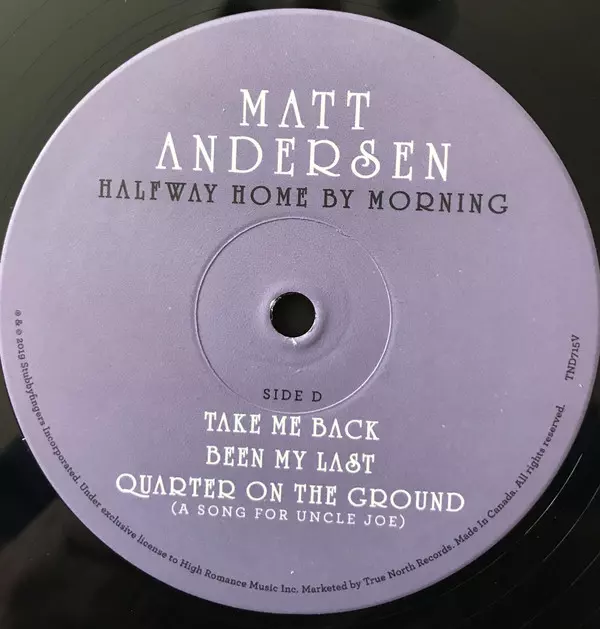 MATT
ANDERSEN
HALFWAY HOME BY MORNING
SIDE D
TAKE ME BACK
BEEN MY LAST
QUARTER ON THE GROUND
(A SONG FOR UNCLE JOE)
℗ & © 2019 Stubbyfingers Incorporated. Under exclusive license to High Romance Music Inc. Marketed by True North Records. Made In Canada. All rights reserved.
TND715V